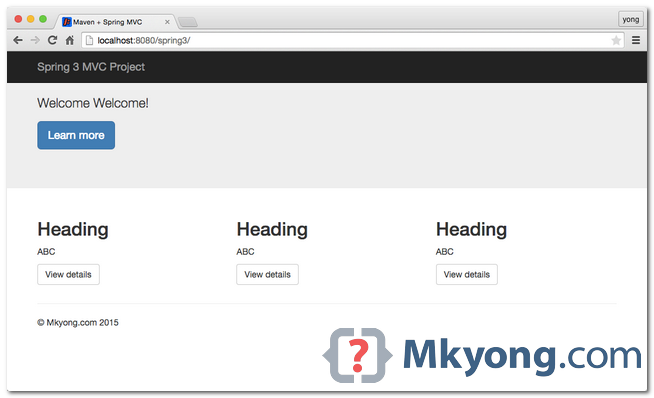 Maven + Spring MVC
yong
localhost:8080/spring3/
Spring 3 MVC Project
Welcome Welcome!
Learn more
Heading Heading Heading
ABC ABC ABC
View details View details View details
© Mkyong.com 2015
{?} Mkyong.com